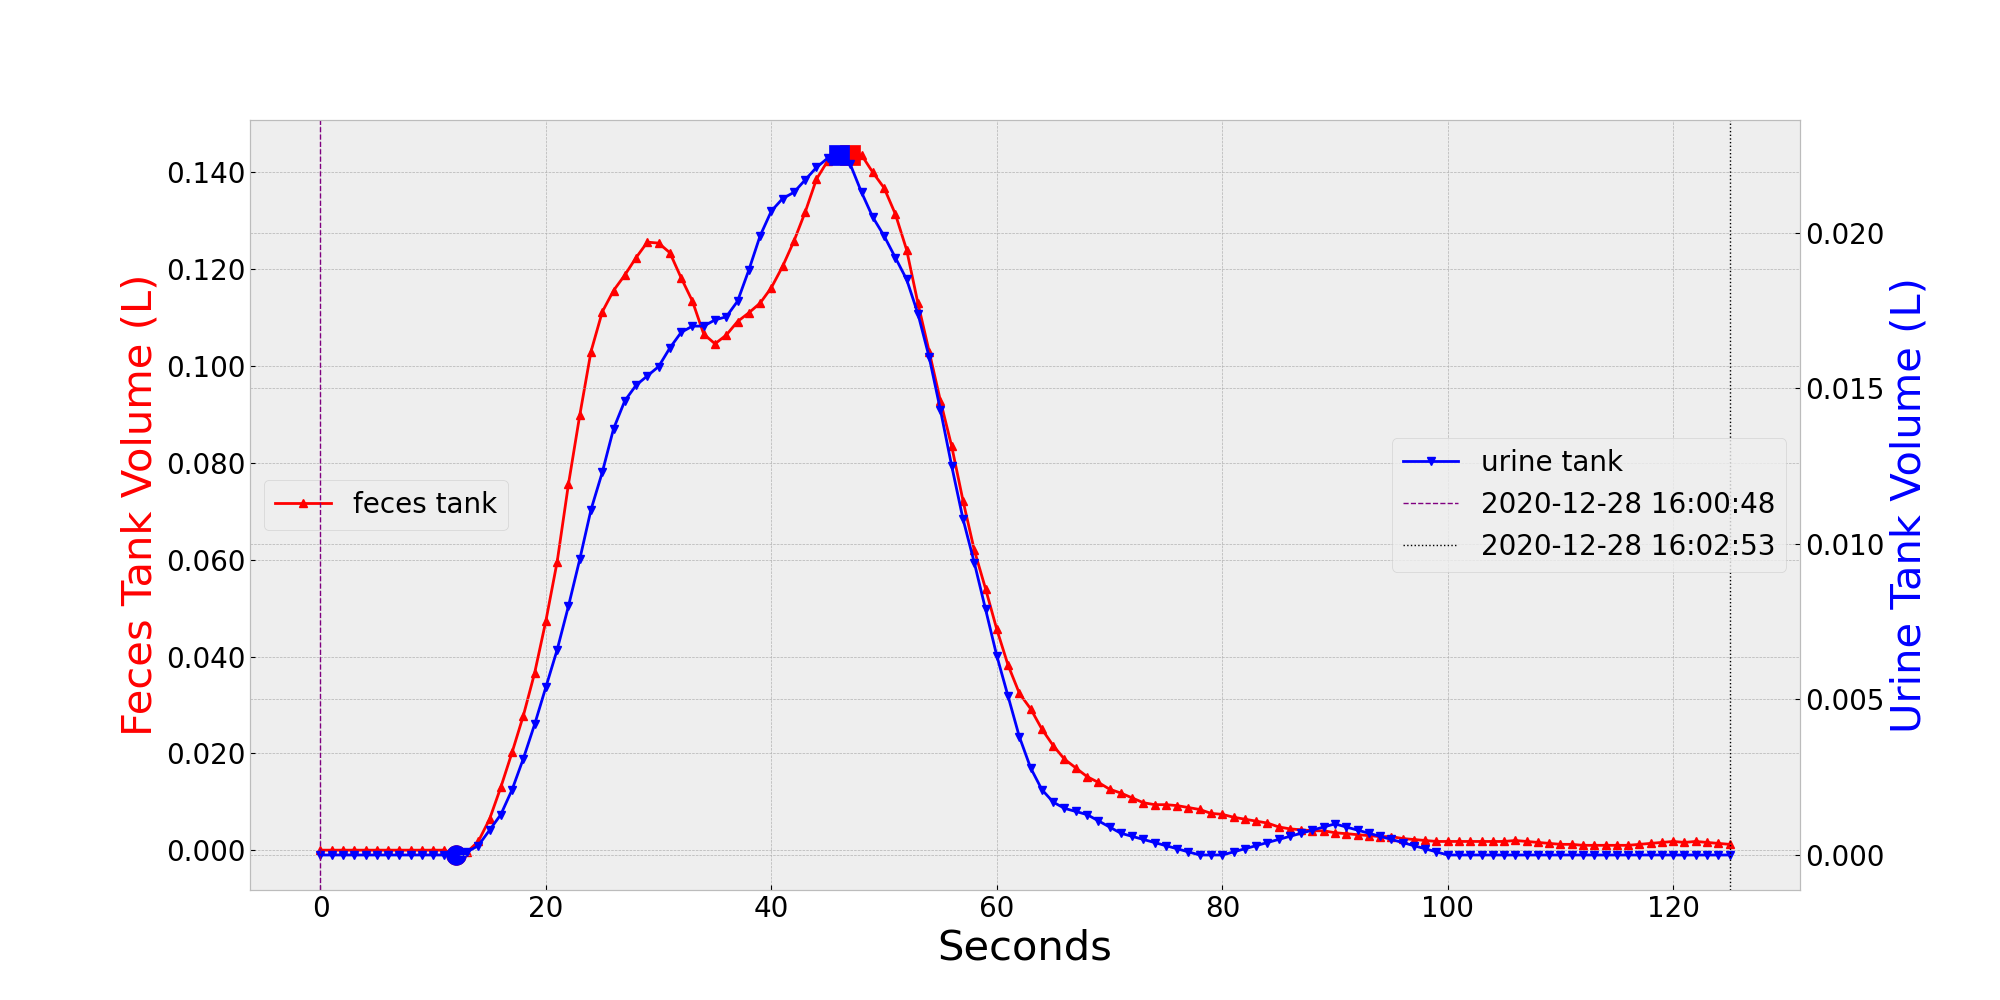 Feces Tank Volume (L)
0.140
0.120
0.100
0.080
0.060
0.040
0.020
0.000
feces tank
urine tank
2020-12-28 16:00:48
2020-12-28 16:02:53
0.020
0.015
0.010
0.005
0.000
Urine Tank Volume (L)
0 20 40 60 80 100 120
Seconds